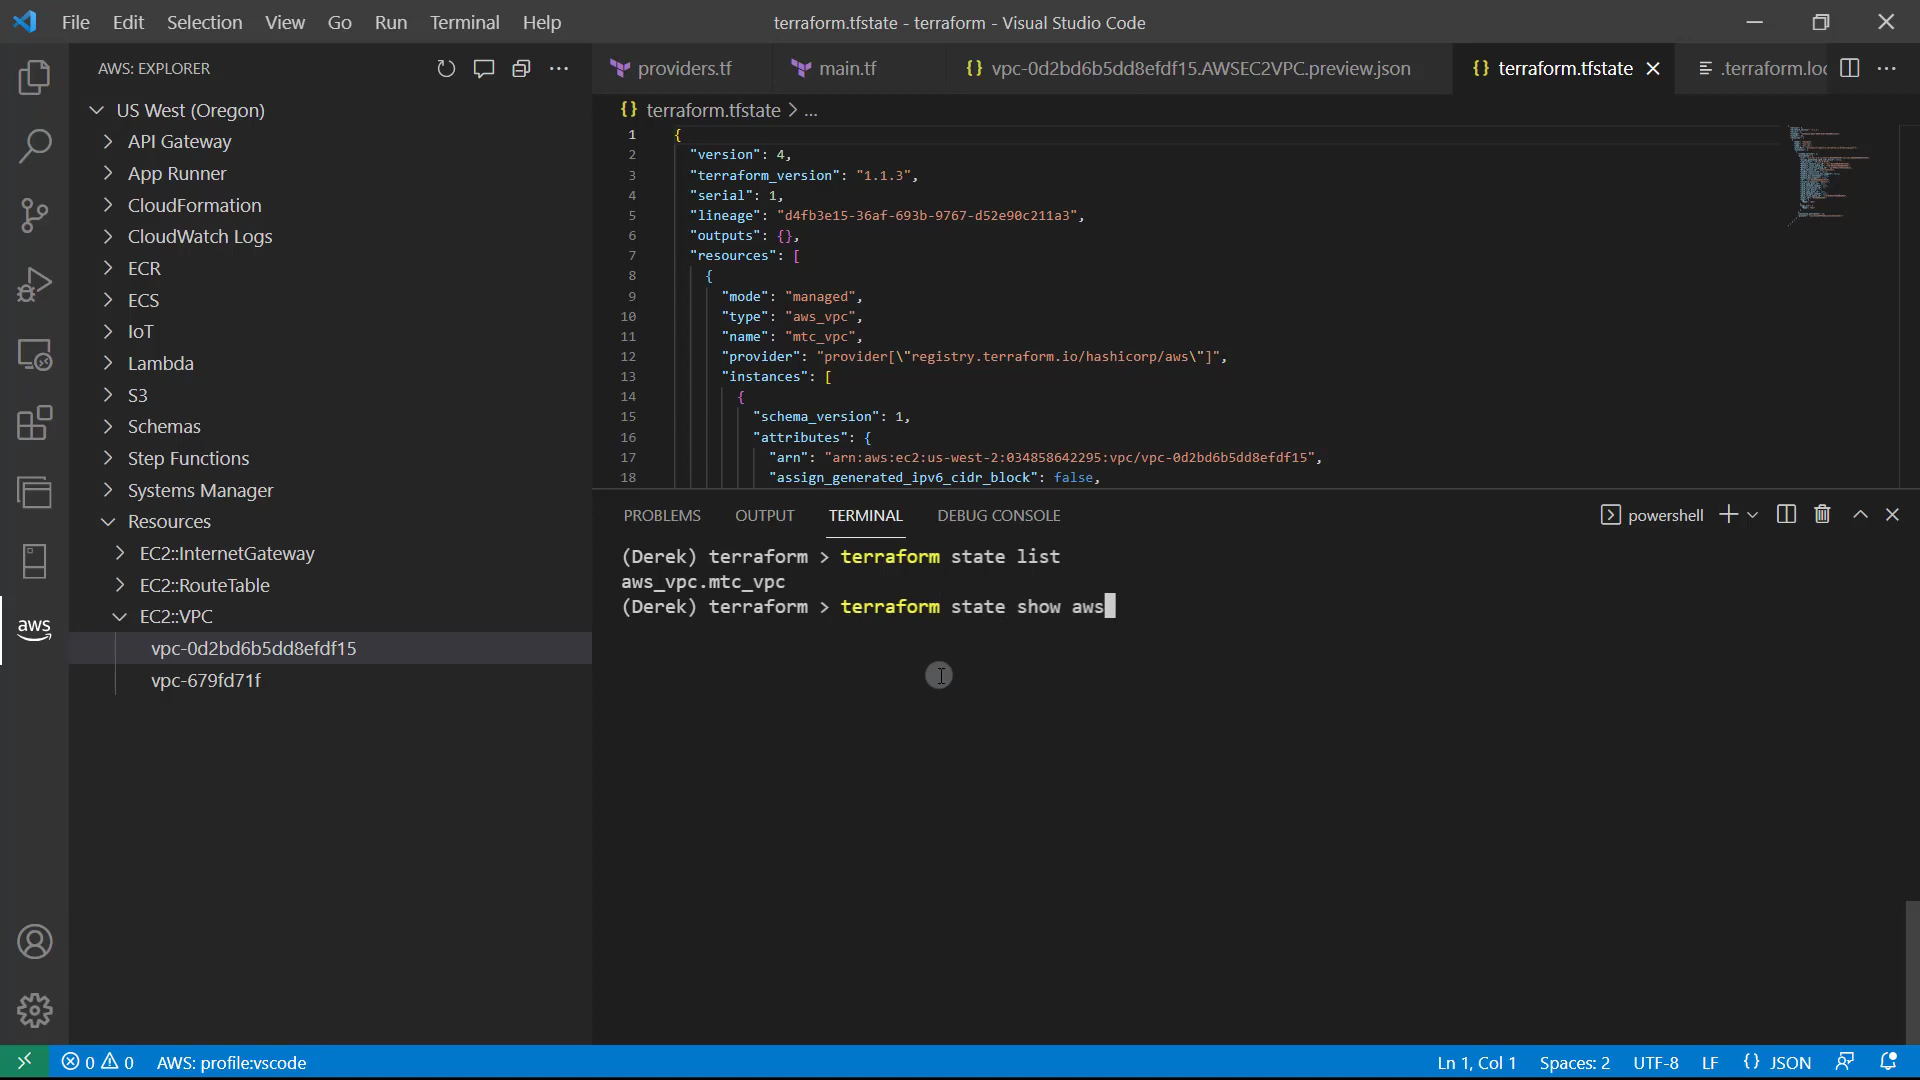 File Edit Selection View Go Run Terminal Help
terraform.tfstate - terraform - Visual Studio Code
AWS: EXPLORER
US West (Oregon)
API Gateway
App Runner
CloudFormation
CloudWatch Logs
ECR
ECS
IoT
Lambda
S3
Schemas
Step Functions
Systems Manager
Resources
EC2::InternetGateway
EC2::RouteTable
EC2::VPC
vpc-0d2bd6b5dd8efdf15
vpc-679fd71f
aws
providers.tf
main.tf
{} vpc-0d2bd6b5dd8efdf15.AWSEC2VPC.preview.json
{} terraform.tfstate
.terraform.loc
{} terraform.tfstate > ...
1 {
2 "version": 4,
3 "terraform_version": "1.1.3",
4 "serial": 1,
5 "lineage": "d4fb3e15-36af-693b-9767-d52e90c211a3",
6 "outputs": {},
7 "resources": [
8 {
9 "mode": "managed",
10 "type": "aws_vpc",
11 "name": "mtc_vpc",
12 "provider": "provider[\"registry.terraform.io/hashicorp/aws\"]",
13 "instances": [
14 {
15 "schema_version": 1,
16 "attributes": {
17 "arn": "arn:aws:ec2:us-west-2:034858642295:vpc/vpc-0d2bd6b5dd8efdf15",
18 "assign_generated_ipv6_cidr_block": false,
PROBLEMS OUTPUT TERMINAL DEBUG CONSOLE
powershell
(Derek) terraform > terraform state list
aws_vpc.mtc_vpc
(Derek) terraform > terraform state show aws
0 0 AWS: profile:vscode
Ln 1, Col 1 Spaces: 2 UTF-8 LF {} JSON